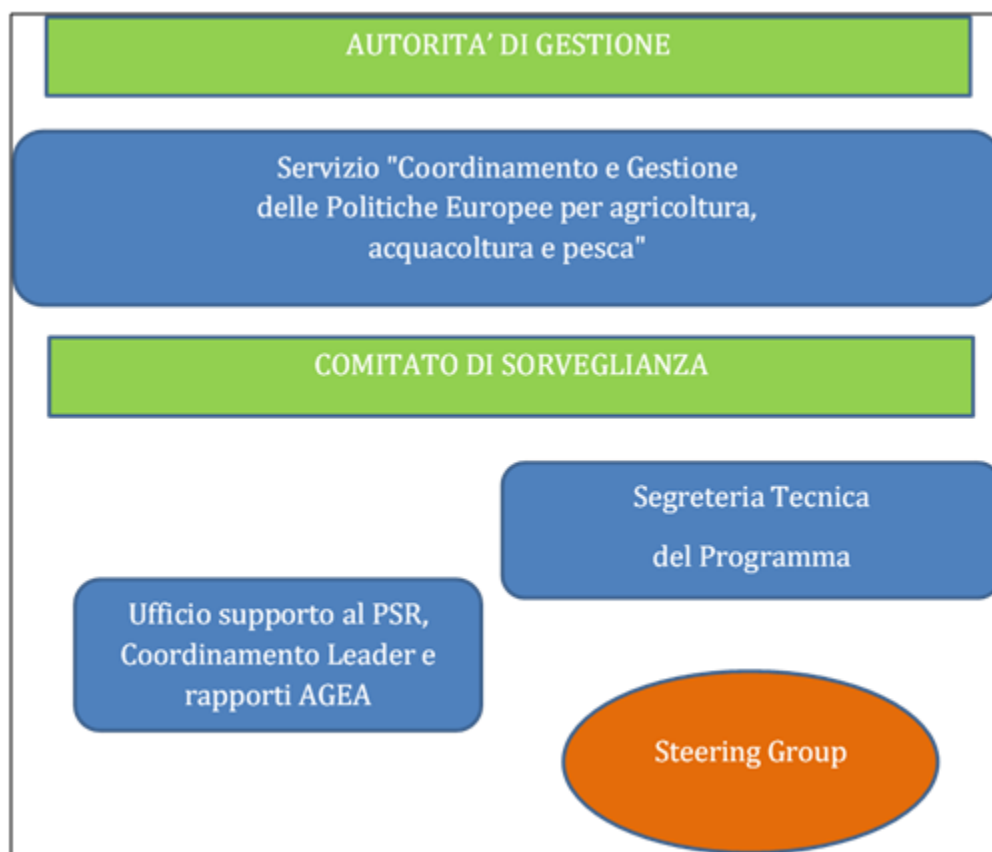 AUTORITA’ DI GESTIONE
Servizio "Coordinamento e Gestione
delle Politiche Europee per agricoltura,
acquacoltura e pesca"
COMITATO DI SORVEGLIANZA
Segreteria Tecnica
del Programma
Ufficio supporto al PSR,
Coordinamento Leader e
rapporti AGEA
Steering Group